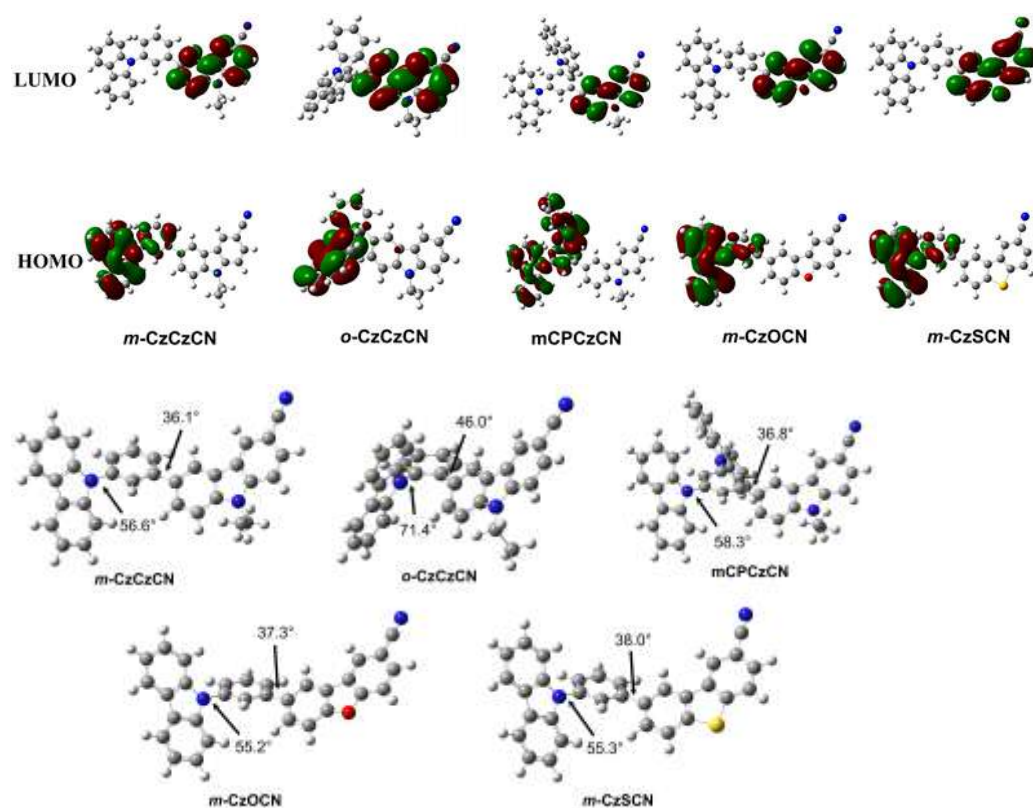 LUMO
HOMO
m-CzCzCN o-CzCzCN mCPCzCN m-CzOCN m-CzSCN
36.1° 46.0° 36.8°
56.6° 71.4° 58.3°
m-CzCzCN o-CzCzCN mCPCzCN
37.3° 38.0°
55.2° 55.3°
m-CzOCN m-CzSCN